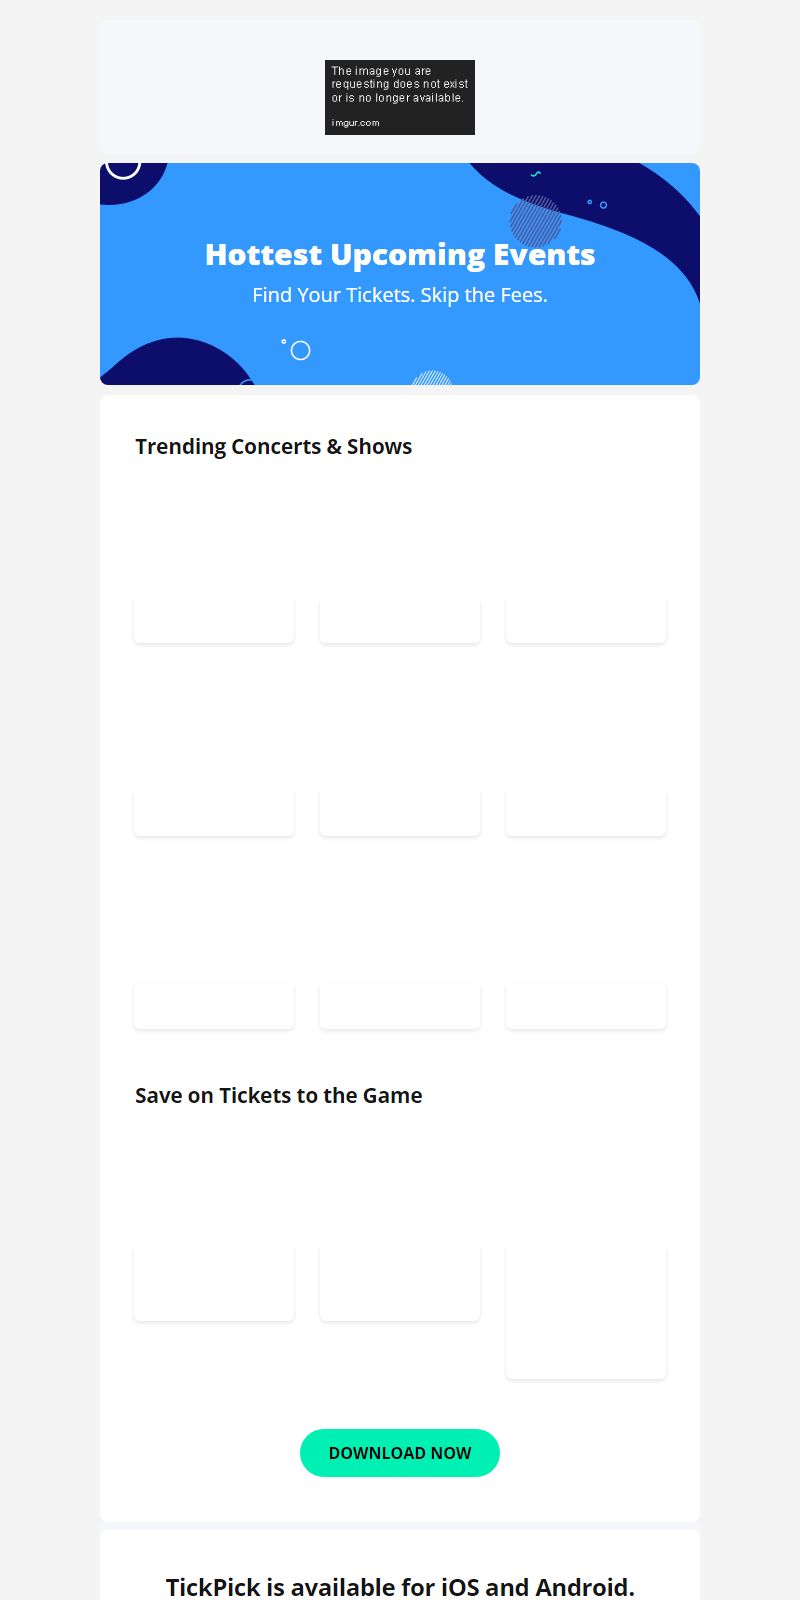 The image you are
requesting does not exist
or is no longer available.
imgur.com
Hottest Upcoming Events
Find Your Tickets. Skip the Fees.
Trending Concerts & Shows
Save on Tickets to the Game
DOWNLOAD NOW
TickPick is available for iOS and Android.